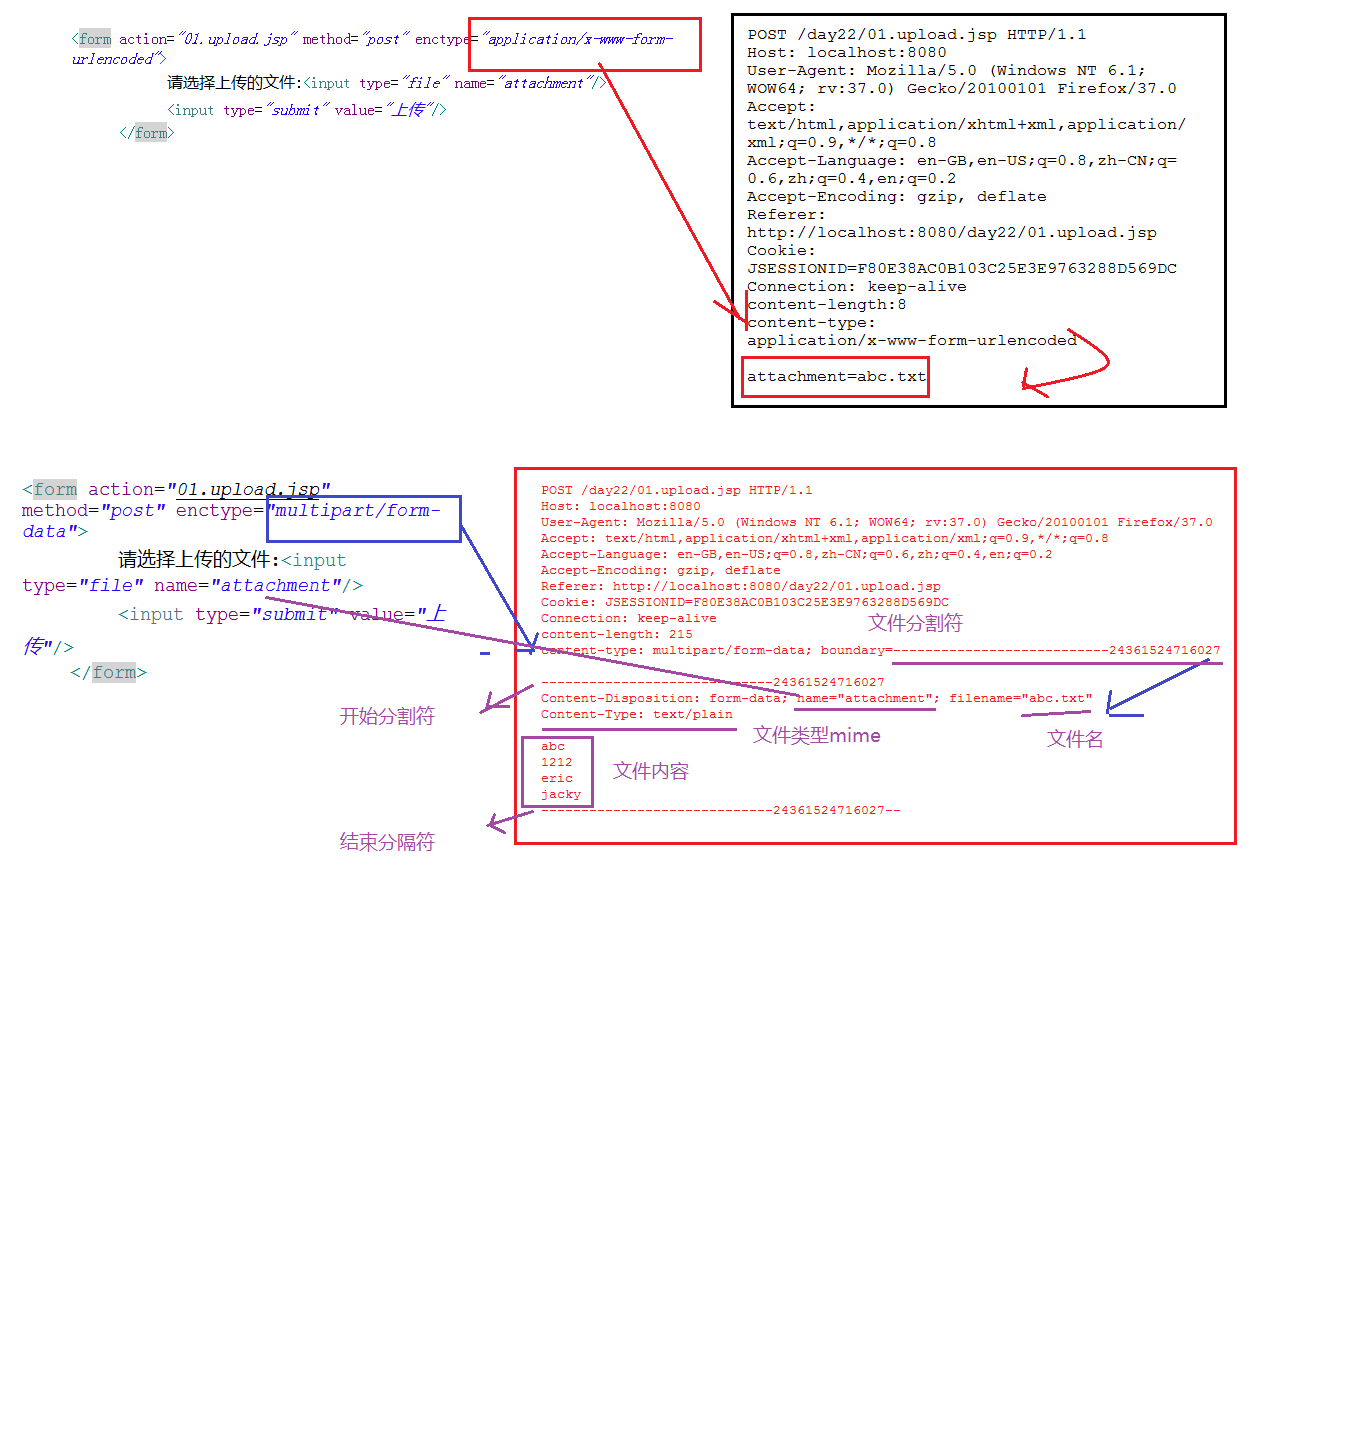 <form action="01.upload.jsp" method="post" enctype="application/x-www-form-
urlencoded">
请选择上传的文件:<input type="file" name="attachment"/>
<input type="submit" value="上传"/>
</form>
POST /day22/01.upload.jsp HTTP/1.1
Host: localhost:8080
User-Agent: Mozilla/5.0 (Windows NT 6.1;
WOW64; rv:37.0) Gecko/20100101 Firefox/37.0
Accept:
text/html,application/xhtml+xml,application/
xml;q=0.9,*/*;q=0.8
Accept-Language: en-GB,en-US;q=0.8,zh-CN;q=
0.6,zh;q=0.4,en;q=0.2
Accept-Encoding: gzip, deflate
Referer:
http://localhost:8080/day22/01.upload.jsp
Cookie:
JSESSIONID=F80E38AC0B103C25E3E9763288D569DC
Connection: keep-alive
content-length:8
content-type:
application/x-www-form-urlencoded
attachment=abc.txt
<form action="01.upload.jsp"
method="post" enctype="multipart/form-
data">
请选择上传的文件:<input
type="file" name="attachment"/>
<input type="submit" value="上
传"/>
</form>
POST /day22/01.upload.jsp HTTP/1.1
Host: localhost:8080
User-Agent: Mozilla/5.0 (Windows NT 6.1; WOW64; rv:37.0) Gecko/20100101 Firefox/37.0
Accept: text/html,application/xhtml+xml,application/xml;q=0.9,*/*;q=0.8
Accept-Language: en-GB,en-US;q=0.8,zh-CN;q=0.6,zh;q=0.4,en;q=0.2
Accept-Encoding: gzip, deflate
Referer: http://localhost:8080/day22/01.upload.jsp
Cookie: JSESSIONID=F80E38AC0B103C25E3E9763288D569DC
Connection: keep-alive
文件分割符
content-length: 215
content-type: multipart/form-data; boundary=---------------------------24361524716027
-----------------------------24361524716027
Content-Disposition: form-data; name="attachment"; filename="abc.txt"
Content-Type: text/plain
开始分割符
文件类型mime
文件名
abc
1212
eric
jacky
文件内容
-----------------------------24361524716027--
结束分隔符